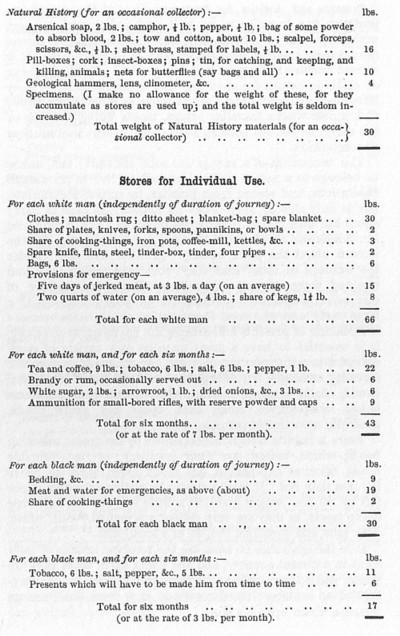 Natural History (for an occasional collector) :— lbs.
Arsenical soap, 2 lbs. ; camphor, ½ lb. ; pepper, ½ lb. ; bag of some powder
to absorb blood, 2 lbs. ; tow and cotton, about 10 lbs. ; scalpel, forceps,
scissors, &c., ½ lb. ; sheet brass, stamped for labels, ½ lb. .. .. .. .. 16
Pill-boxes ; cork ; insect-boxes ; pins ; tin, for catching, and keeping, and
killing, animals ; nets for butterflies (say bags and all) .. .. .. .. .. 10
Geological hammers, lens, clinometer, &c. .. .. .. .. .. .. .. 4
Specimens. (I make no allowance for the weight of these, for they
accumulate as stores are used up; and the total weight is seldom in-
creased.)
Total weight of Natural History materials (for an occa-
sional collector) .. .. .. .. .. .. .. ..} 30
Stores for Individual Use.
For each white man (independently of duration of journey) :— lbs.
Clothes ; macintosh rug ; ditto sheet ; blanket-bag ; spare blanket .. .. 30
Share of plates, knives, forks, spoons, pannikins, or bowls .. .. .. .. 2
Share of cooking-things, iron pots, coffee-mill, kettles, &c. .. .. .. .. 3
Spare knife, flints, steel, tinder-box, tinder, four pipes .. .. .. .. .. 2
Bags, 6 lbs. .. .. .. .. .. .. .. .. .. .. .. 6
Provisions for emergency—
Five days of jerked meat, at 3 lbs. a day (on an average) .. .. .. 15
Two quarts of water (on an average), 4 lbs. ; share of kegs, 1½ lb. .. 8
Total for each white man .. .. .. .. .. .. 66
For each white man, and for each six months :— lbs.
Tea and coffee, 9 lbs. ; tobacco, 6 lbs. ; salt, 6 lbs. ; pepper, 1 lb. .. .. 22
Brandy or rum, occasionally served out .. .. .. .. .. .. .. 6
White sugar, 2 lbs. ; arrowroot, 1 lb. ; dried onions, &c., 3 lbs. .. .. .. 6
Ammunition for small-bored rifles, with reserve powder and caps .. .. 9
Total for six months .. .. .. .. .. .. .. 43
(or at the rate of 7 lbs. per month).
For each black man (independently of duration of journey) :— lbs.
Bedding, &c. .. .. .. .. .. .. .. .. .. .. .. 9
Meat and water for emergencies, as above (about) .. .. .. .. .. 19
Share of cooking-things .. .. .. .. .. .. .. .. .. 2
Total for each black man .. .. .. .. .. .. 30
For each black man, and for each six months :— lbs.
Tobacco, 6 lbs. ; salt, pepper, &c., 5 lbs. .. .. .. .. .. .. .. 11
Presents which will have to be made him from time to time .. .. .. 6
Total for six months .. .. .. .. .. .. .. 17
(or at the rate of 3 lbs. per month).